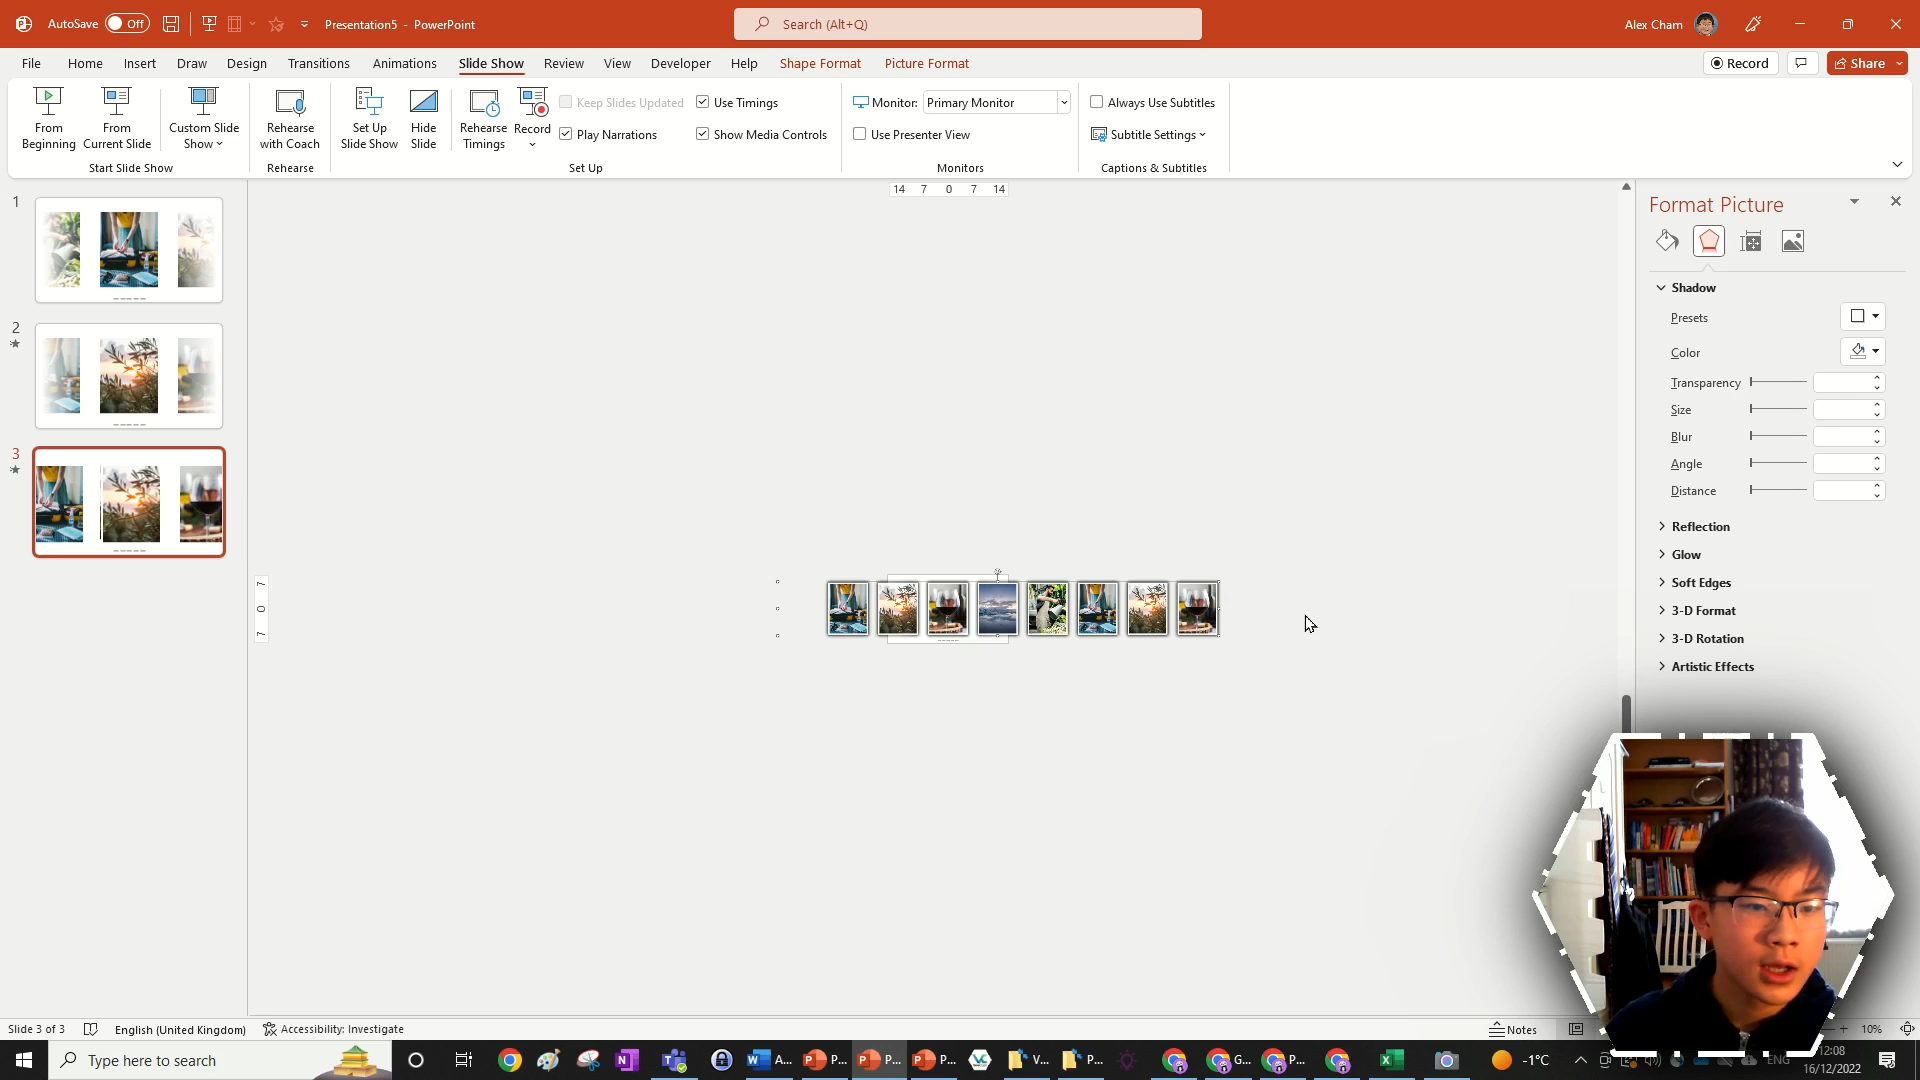 AutoSave Off Presentation5 - PowerPoint Search (Alt+Q) Alex Cham
File Home Insert Draw Design Transitions Animations Slide Show Review View Developer Help Shape Format Picture Format Record Share
From Beginning
From Current Slide
Custom Slide Show
Start Slide Show
Rehearse with Coach
Rehearse
Set Up Slide Show
Hide Slide
Rehearse Timings
Record
Keep Slides Updated
Use Timings
Play Narrations
Show Media Controls
Set Up
Monitor: Primary Monitor
Use Presenter View
Monitors
Always Use Subtitles
Subtitle Settings
Captions & Subtitles
14 7 0 7 14
1
2
3
7
0
7
Format Picture
Shadow
Presets
Color
Transparency
Size
Blur
Angle
Distance
Reflection
Glow
Soft Edges
3-D Format
3-D Rotation
Artistic Effects
Slide 3 of 3 English (United Kingdom) Accessibility: Investigate Notes 10%
Type here to search A... P... P... P... V... P... G... P... -1°C ENG
12:08
16/12/2022